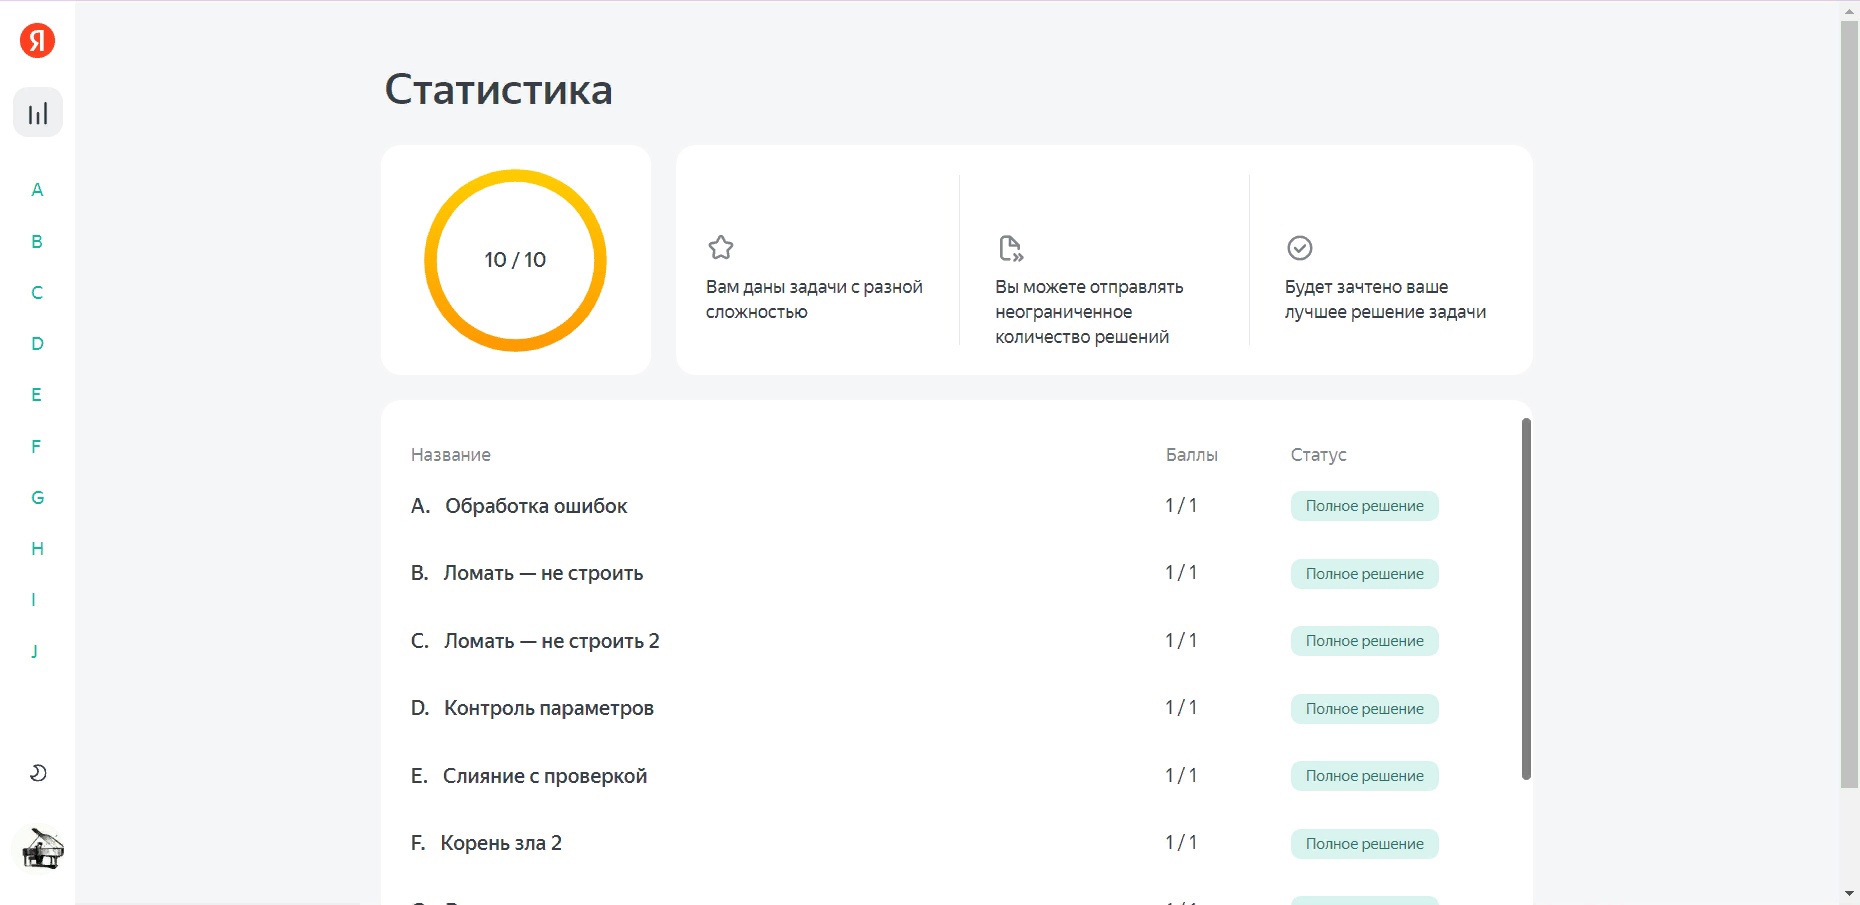 Я
Статистика
A
B
C
D
E
F
G
H
I
J
10 / 10
Вам даны задачи с разной
сложностью
Вы можете отправлять
неограниченное
количество решений
Будет зачтено ваше
лучшее решение задачи
Название Баллы Статус
A. Обработка ошибок 1 / 1 Полное решение
B. Ломать — не строить 1 / 1 Полное решение
C. Ломать — не строить 2 1 / 1 Полное решение
D. Контроль параметров 1 / 1 Полное решение
E. Слияние с проверкой 1 / 1 Полное решение
F. Корень зла 2 1 / 1 Полное решение